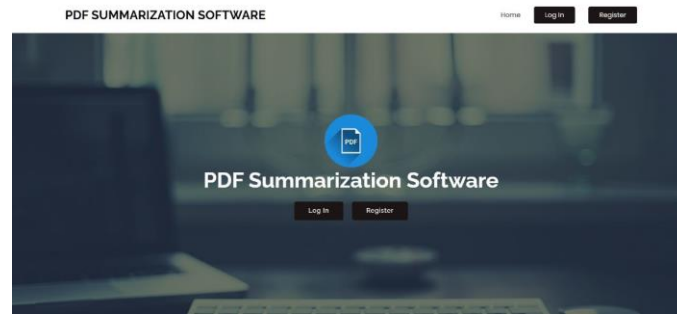 PDF SUMMARIZATION SOFTWARE Home Log In Register
PDF
PDF Summarization Software
Log In Register